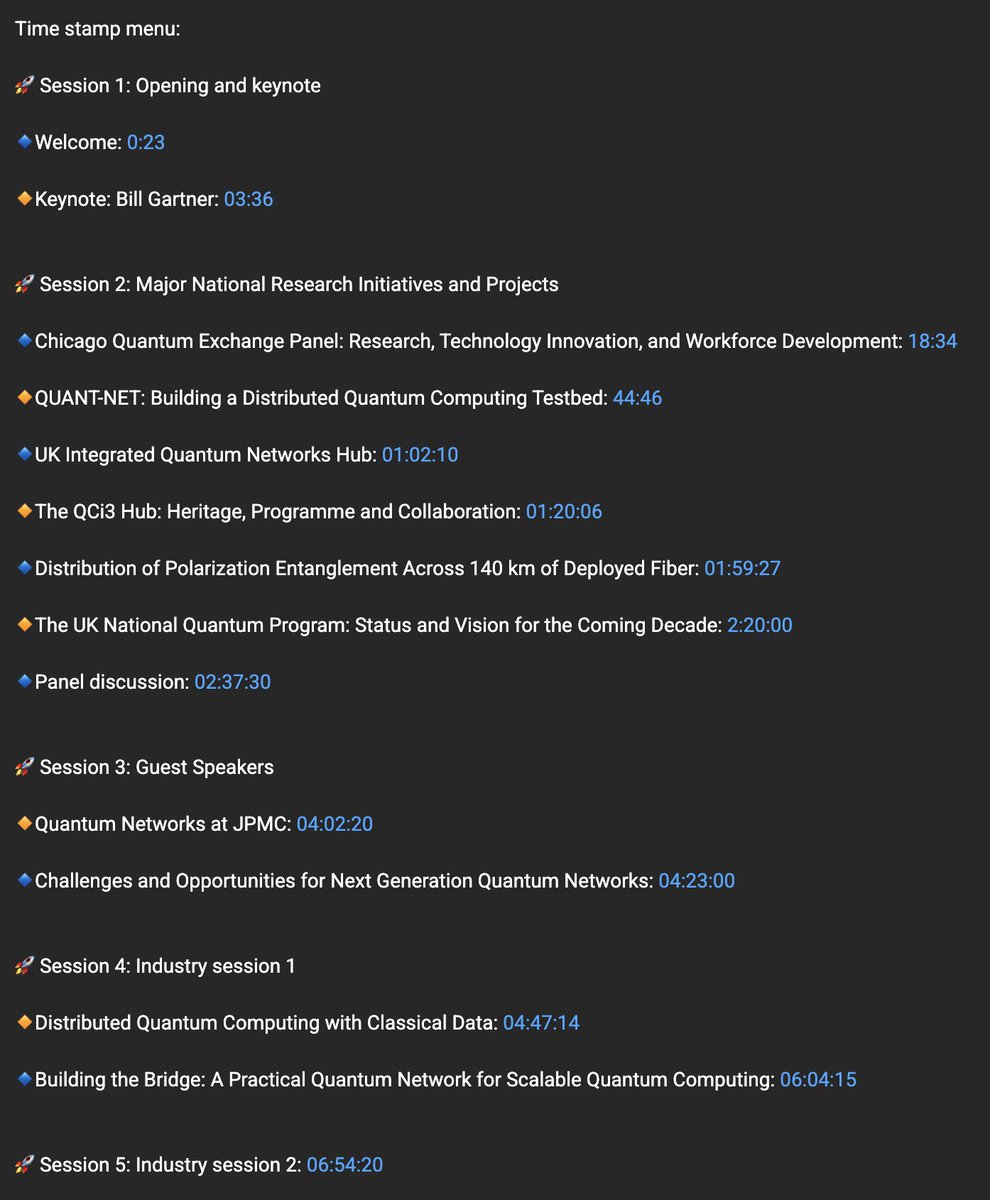 Time stamp menu:
🚀 Session 1: Opening and keynote
🔹Welcome: 0:23
🔸Keynote: Bill Gartner: 03:36
🚀 Session 2: Major National Research Initiatives and Projects
🔹Chicago Quantum Exchange Panel: Research, Technology Innovation, and Workforce Development: 18:34
🔸QUANT-NET: Building a Distributed Quantum Computing Testbed: 44:46
🔹UK Integrated Quantum Networks Hub: 01:02:10
🔸The QCi3 Hub: Heritage, Programme and Collaboration: 01:20:06
🔹Distribution of Polarization Entanglement Across 140 km of Deployed Fiber: 01:59:27
🔸The UK National Quantum Program: Status and Vision for the Coming Decade: 2:20:00
🔹Panel discussion: 02:37:30
🚀 Session 3: Guest Speakers
🔸Quantum Networks at JPMC: 04:02:20
🔹Challenges and Opportunities for Next Generation Quantum Networks: 04:23:00
🚀 Session 4: Industry session 1
🔸Distributed Quantum Computing with Classical Data: 04:47:14
🔹Building the Bridge: A Practical Quantum Network for Scalable Quantum Computing: 06:04:15
🚀 Session 5: Industry session 2: 06:54:20